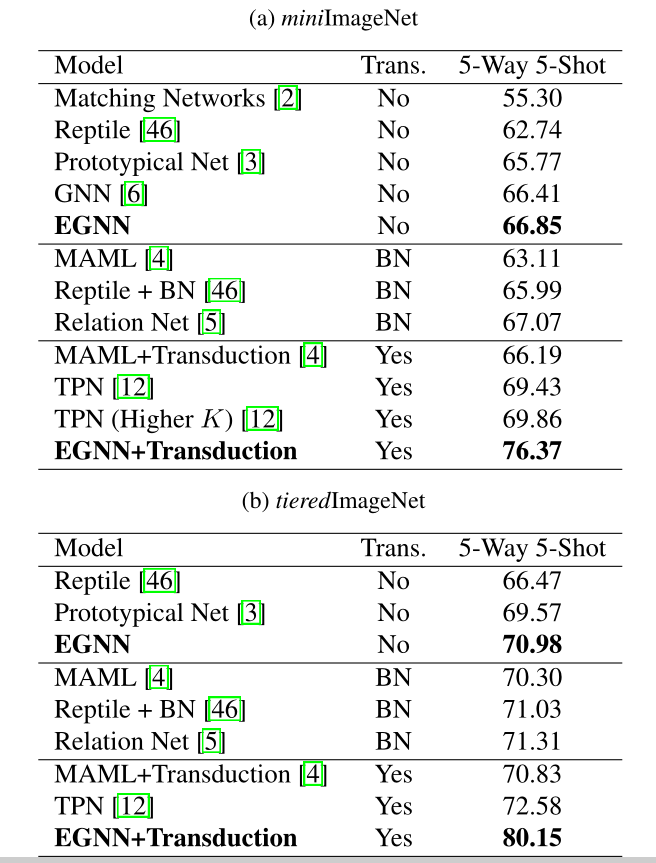 (a) miniImageNet
Model Trans. 5-Way 5-Shot
Matching Networks [2] No 55.30
Reptile [46] No 62.74
Prototypical Net [3] No 65.77
GNN [6] No 66.41
EGNN No 66.85
MAML [4] BN 63.11
Reptile + BN [46] BN 65.99
Relation Net [5] BN 67.07
MAML+Transduction [4] Yes 66.19
TPN [12] Yes 69.43
TPN (Higher K) [12] Yes 69.86
EGNN+Transduction Yes 76.37
(b) tieredImageNet
Model Trans. 5-Way 5-Shot
Reptile [46] No 66.47
Prototypical Net [3] No 69.57
EGNN No 70.98
MAML [4] BN 70.30
Reptile + BN [46] BN 71.03
Relation Net [5] BN 71.31
MAML+Transduction [4] Yes 70.83
TPN [12] Yes 72.58
EGNN+Transduction Yes 80.15